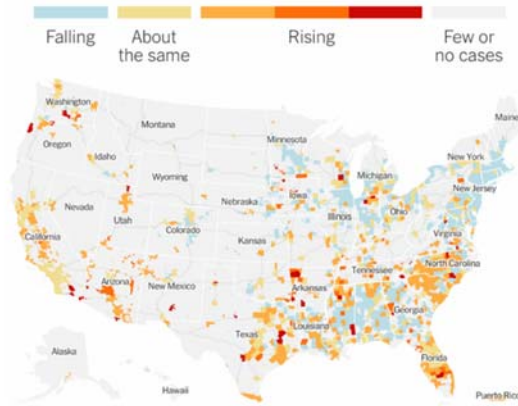 Falling
About
the same
Rising
Few or
no cases
Washington
Maine
Montana
Oregon
Minnesota
Idaho
Michigan
New York
Wyoming
Iowa
Nebraska
Ohio
New Jersey
Nevada
Utah
Illinois
California
Colorado
Kansas
Virginia
North Carolina
Tennessee
Arizona
New Mexico
Arkansas
Georgia
Texas
Louisiana
Alaska
Florida
Hawaii
Puerto Rico